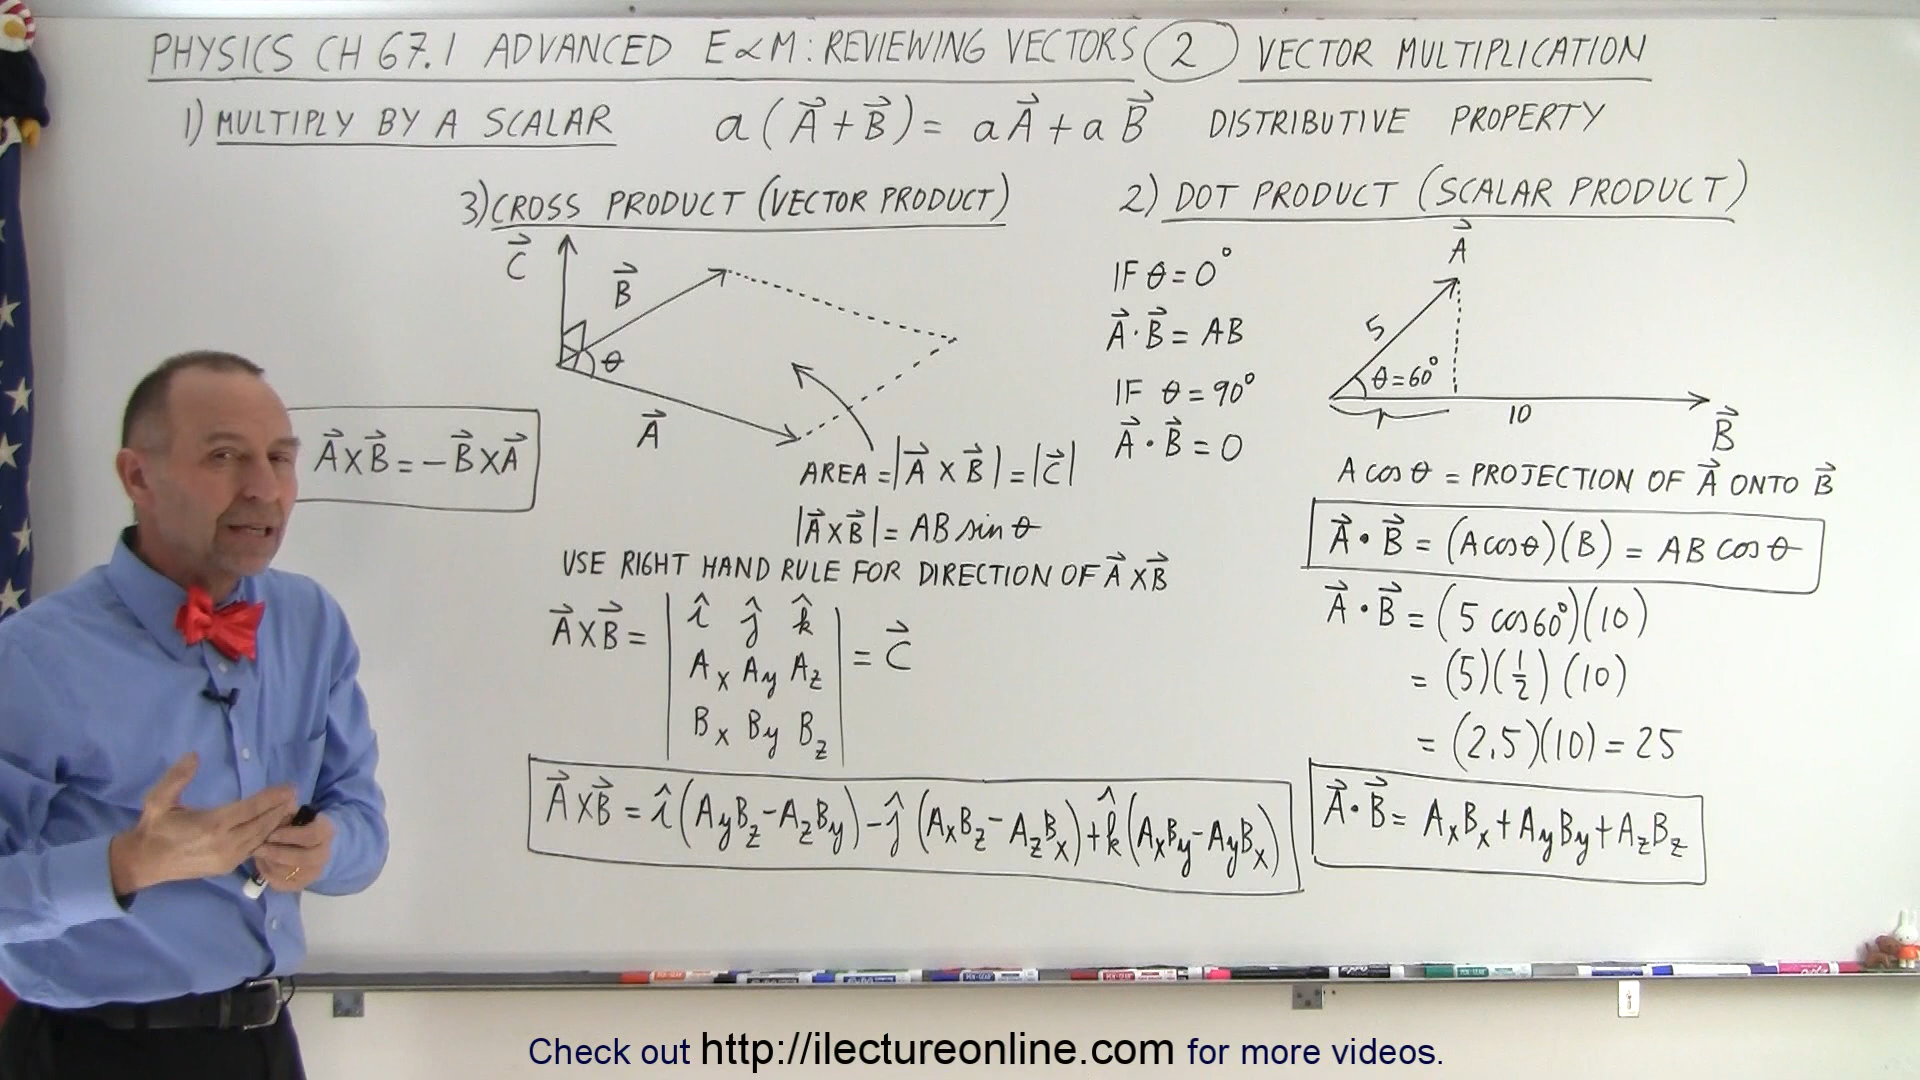 PHYSICS CH 67.1 ADVANCED E∝M: REVIEWING VECTORS ② VECTOR MULTIPLICATION
1) MULTIPLY BY A SCALAR a(A⃗+B⃗) = aA⃗+aB⃗ DISTRIBUTIVE PROPERTY
3) CROSS PRODUCT (VECTOR PRODUCT)
C⃗
B⃗
θ
A⃗
A⃗×B⃗ = −B⃗×A⃗
AREA = |A⃗ × B⃗| = |C⃗|
|A⃗×B⃗| = AB sin θ
USE RIGHT HAND RULE FOR DIRECTION OF A⃗×B⃗
A⃗×B⃗ = | î ĵ k̂ | = C⃗
Ax Ay Az
Bx By Bz
A⃗×B⃗ = î(AyBz−AzBy) − ĵ(AxBz−AzBx) + k̂(AxBy−AyBx)
2) DOT PRODUCT (SCALAR PRODUCT)
IF θ = 0°
A⃗·B⃗ = AB
IF θ = 90°
A⃗·B⃗ = 0
A⃗
5
θ=60°
10
B⃗
A cos θ = PROJECTION OF A⃗ ONTO B⃗
A⃗·B⃗ = (A cosθ)(B) = AB cos θ
A⃗·B⃗ = (5 cos60°)(10)
= (5)(1/2)(10)
= (2.5)(10) = 25
A⃗·B⃗ = AxBx + AyBy + AzBz
Check out http://ilectureonline.com for more videos.